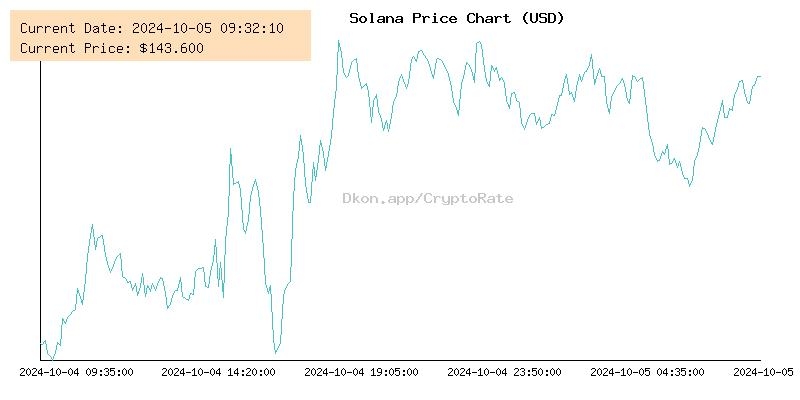 Solana Price Chart (USD)
Current Date: 2024-10-05 09:32:10
Current Price: $143.600
Dkon.app/CryptoRate
2024-10-04 09:35:00 2024-10-04 14:20:00 2024-10-04 19:05:00 2024-10-04 23:50:00 2024-10-05 04:35:00 2024-10-05